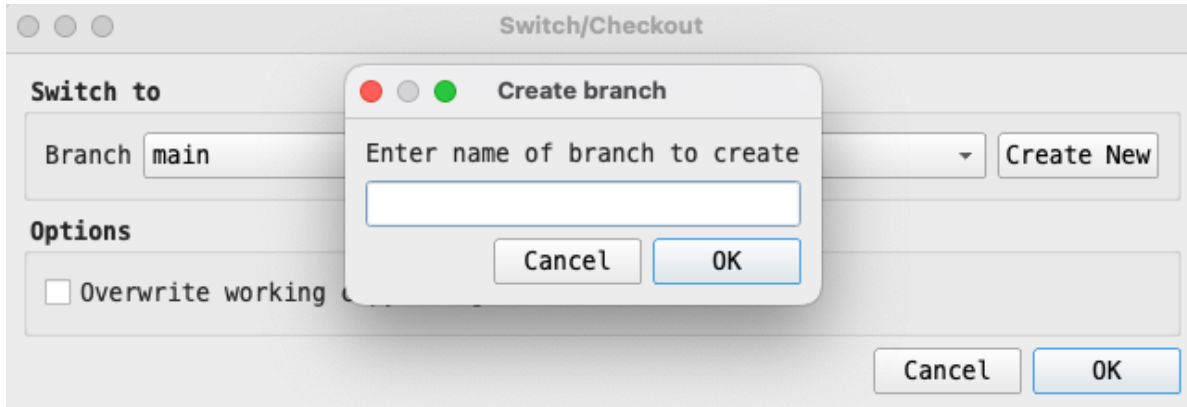 Switch/Checkout
Switch to
Branch main
Create New
Create branch
Enter name of branch to create
Cancel OK
Options
Overwrite working
Cancel OK